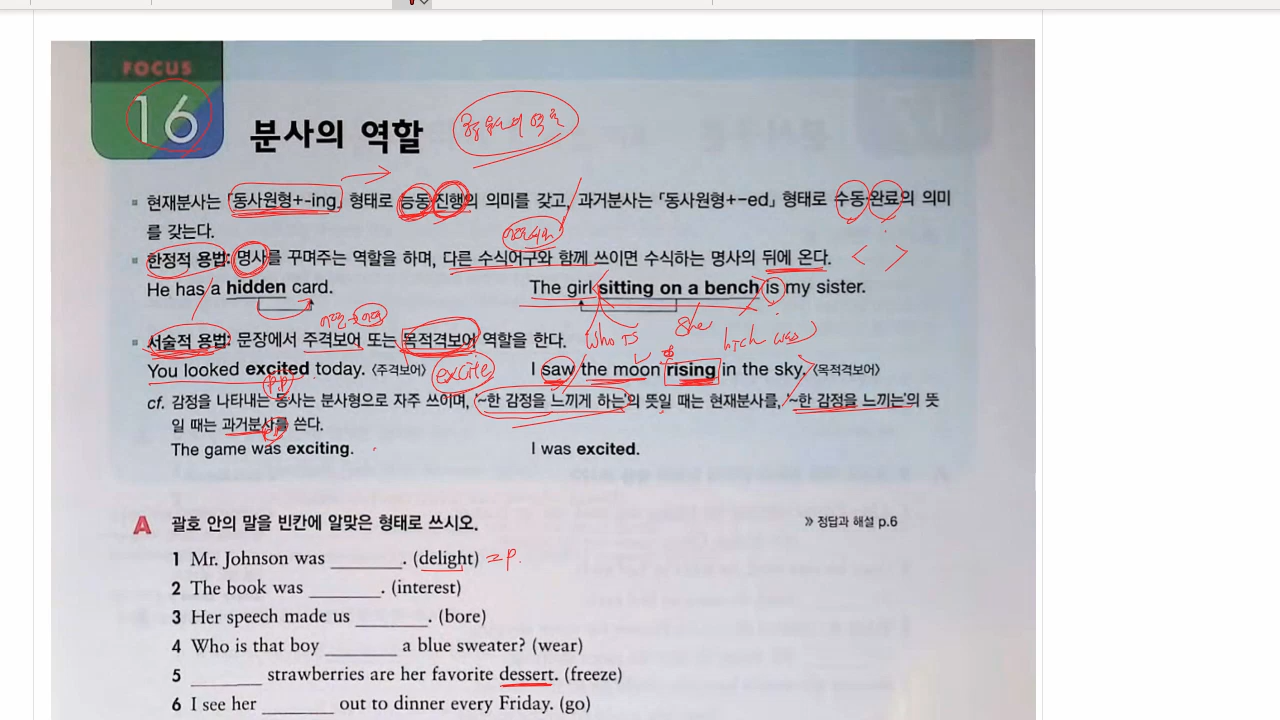 FOCUS
16
분사의 역할
현재분사는 「동사원형+-ing」 형태로 능동 진행의 의미를 갖고, 과거분사는 「동사원형+-ed」 형태로 수동 완료의 의미
를 갖는다.
한정적 용법: 명사를 꾸며주는 역할을 하며, 다른 수식어구와 함께 쓰이면 수식하는 명사의 뒤에 온다. < >
He has a hidden card.
The girl sitting on a bench is my sister.
who is
She
서술적 용법: 문장에서 주격보어 또는 목적격보어 역할을 한다.
You looked excited today. 〈주격보어〉
excite
I saw the moon rising in the sky. 〈목적격보어〉
p.p
cf. 감정을 나타내는 동사는 분사형으로 자주 쓰이며, '~한 감정을 느끼게 하는'의 뜻일 때는 현재분사를, '~한 감정을 느끼는'의 뜻
일 때는 과거분사를 쓴다.
The game was exciting.
I was excited.
A 괄호 안의 말을 빈칸에 알맞은 형태로 쓰시오.
» 정답과 해설 p.6
1 Mr. Johnson was ________. (delight)
2 The book was ________. (interest)
3 Her speech made us ________. (bore)
4 Who is that boy ________ a blue sweater? (wear)
5 ________ strawberries are her favorite dessert. (freeze)
6 I see her ________ out to dinner every Friday. (go)